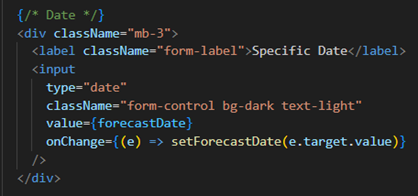 {/* Date */}
<div className="mb-3">
  <label className="form-label">Specific Date</label>
  <input
    type="date"
    className="form-control bg-dark text-light"
    value={forecastDate}
    onChange={(e) => setForecastDate(e.target.value)}
  />
</div>